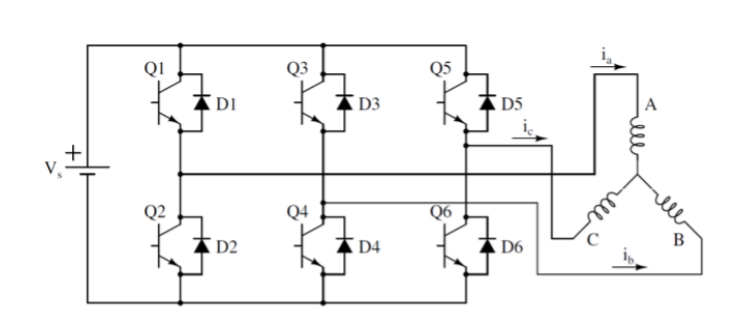 i_a
Q1 Q3 Q5
D1 D3 D5 A
i_c
+
V_s
Q2 Q4 Q6
D2 D4 D6 C B
i_b